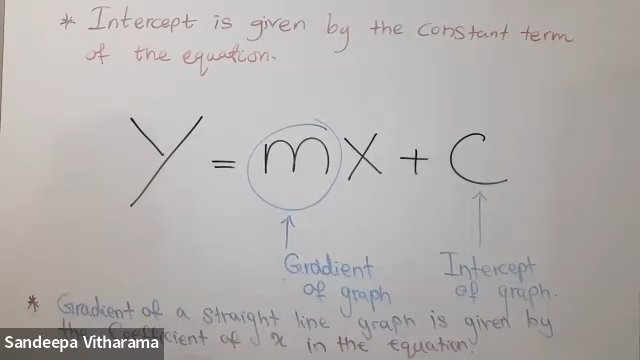 * Intercept is given by the constant term
of the equation.
Y = mX + C
Gradient
of graph
Intercept
of graph.
* Gradient of a straight line graph is given by
the coefficient of x in the equation.
Sandeepa Vitharama